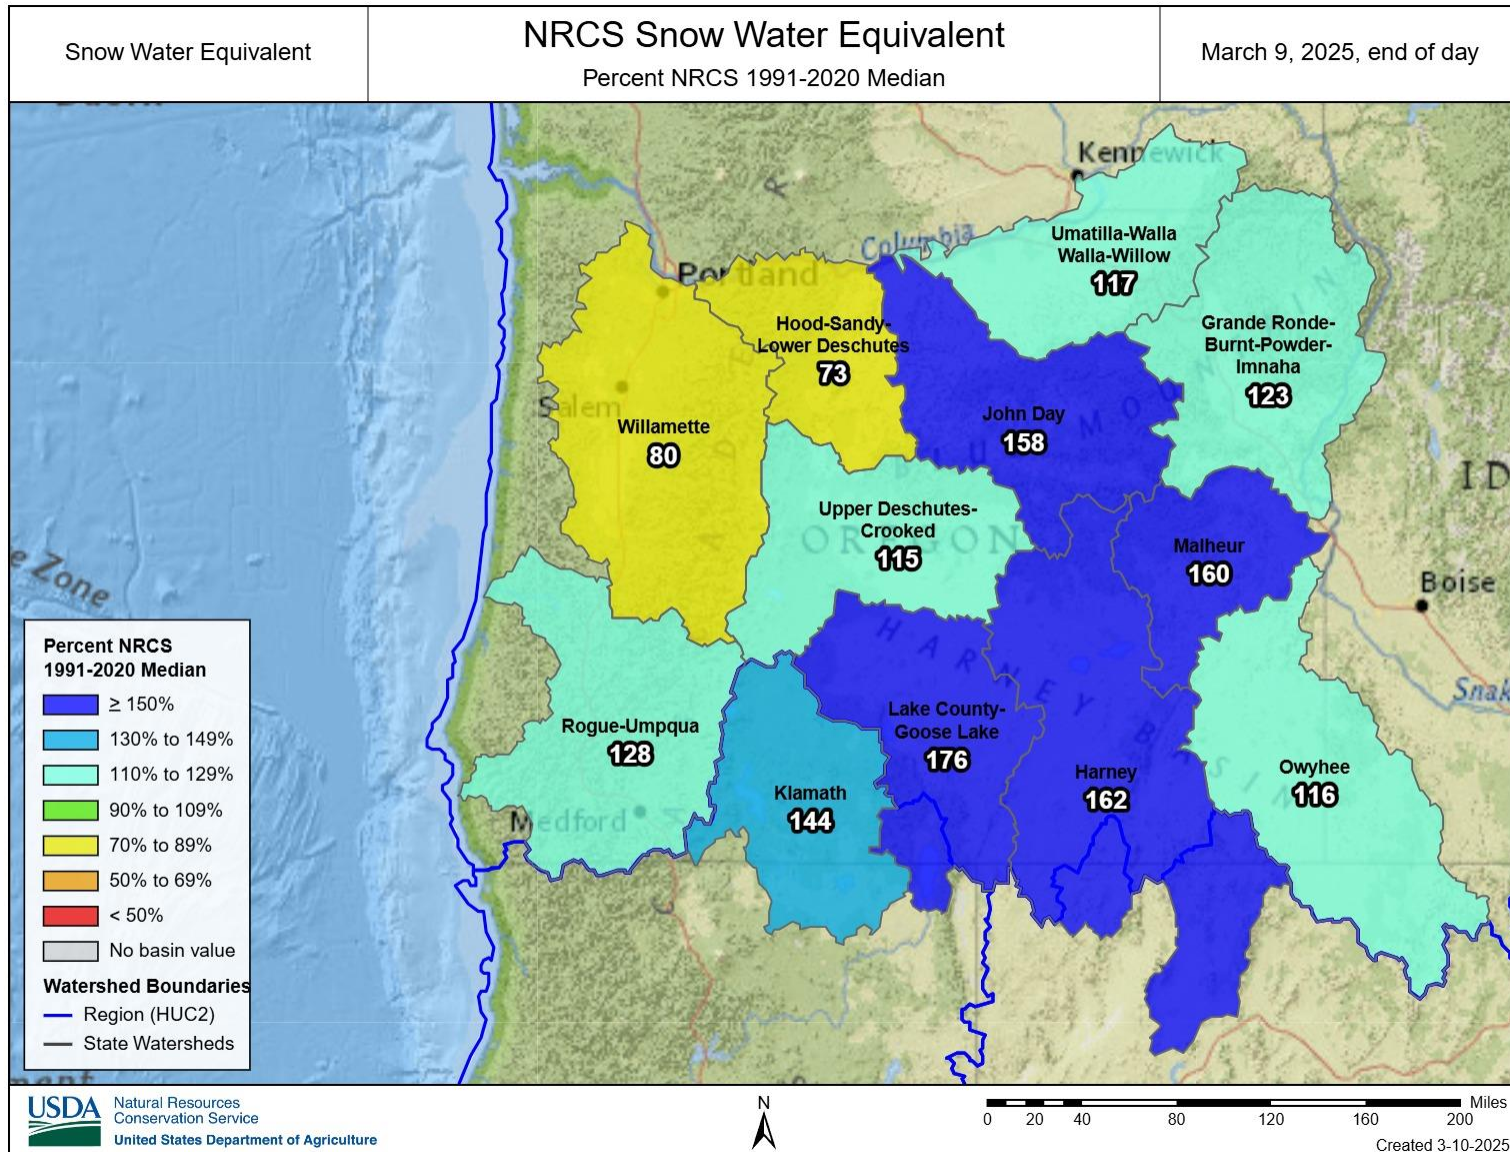 Snow Water Equivalent
NRCS Snow Water Equivalent
Percent NRCS 1991-2020 Median
March 9, 2025, end of day
Kennewick
Columbia
Umatilla-Walla
Walla-Willow
117
Portland
Hood-Sandy-
Lower Deschutes
73
Grande Ronde-
Burnt-Powder-
Imnaha
123
Salem
Willamette
80
John Day
158
BLUE MOUNTAINS
ID
Upper Deschutes-
Crooked
115
OREGON
Malheur
160
e Zone
Boise
HARNEY BASIN
Snak
Rogue-Umpqua
128
Lake County-
Goose Lake
176
Klamath
144
Harney
162
Owyhee
116
Medford
Percent NRCS
1991-2020 Median
≥ 150%
130% to 149%
110% to 129%
90% to 109%
70% to 89%
50% to 69%
< 50%
No basin value
Watershed Boundaries
Region (HUC2)
State Watersheds
USDA
Natural Resources
Conservation Service
United States Department of Agriculture
N
0 20 40 80 120 160 200 Miles
Created 3-10-2025